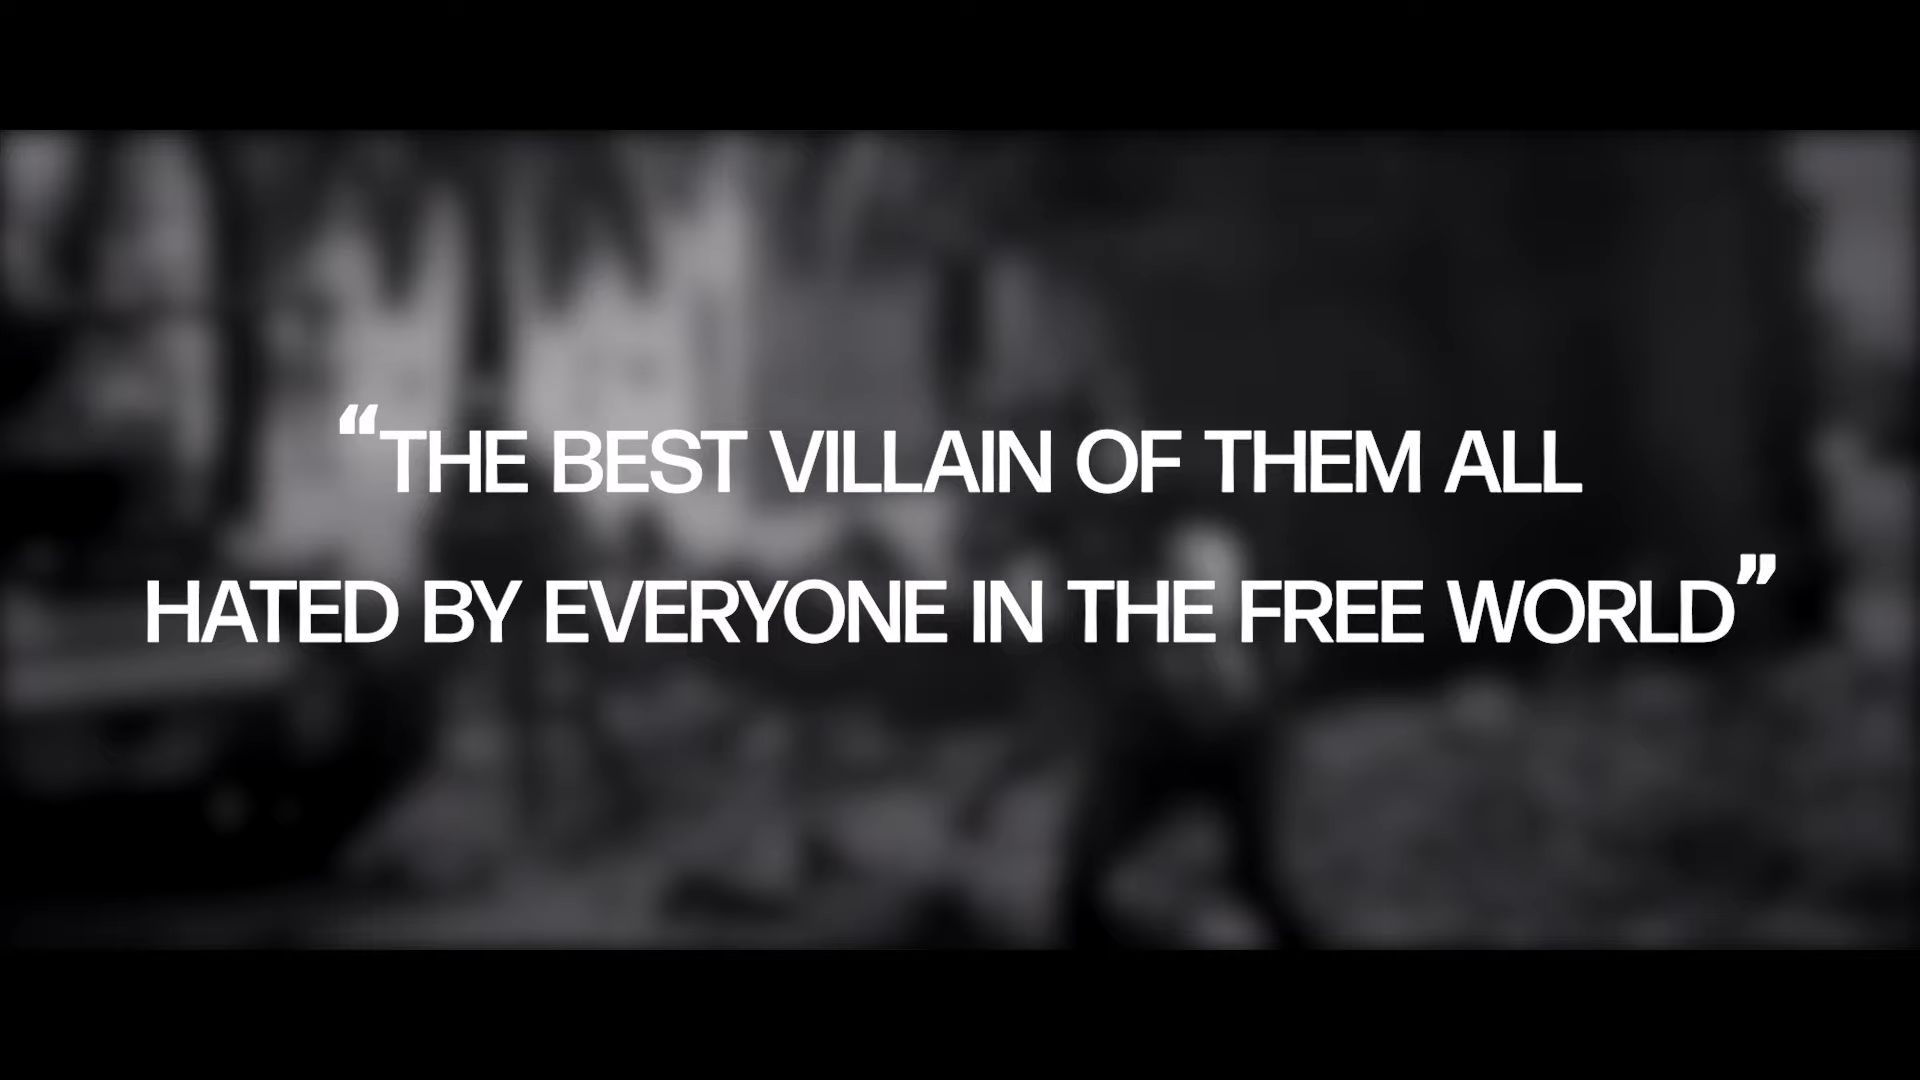 “THE BEST VILLAIN OF THEM ALL
HATED BY EVERYONE IN THE FREE WORLD”